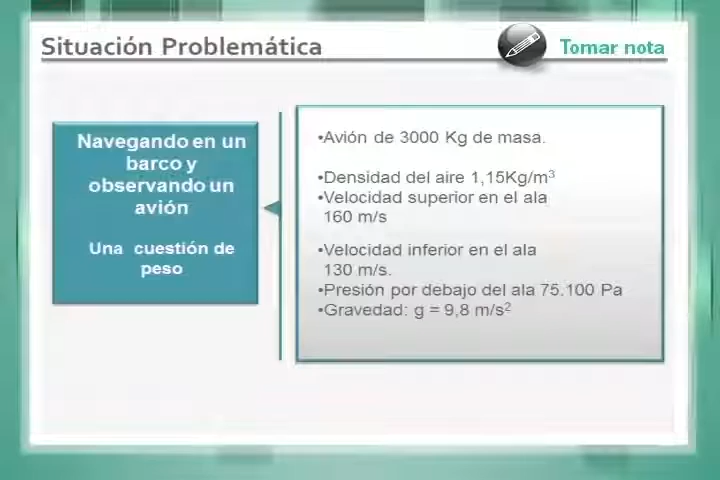 Situación Problemática
Tomar nota
Navegando en un
barco y
observando un
avión
Una cuestión de
peso
•Avión de 3000 Kg de masa.
•Densidad del aire 1,15Kg/m³
•Velocidad superior en el ala
160 m/s
•Velocidad inferior en el ala
130 m/s.
•Presión por debajo del ala 75.100 Pa
•Gravedad: g = 9,8 m/s²